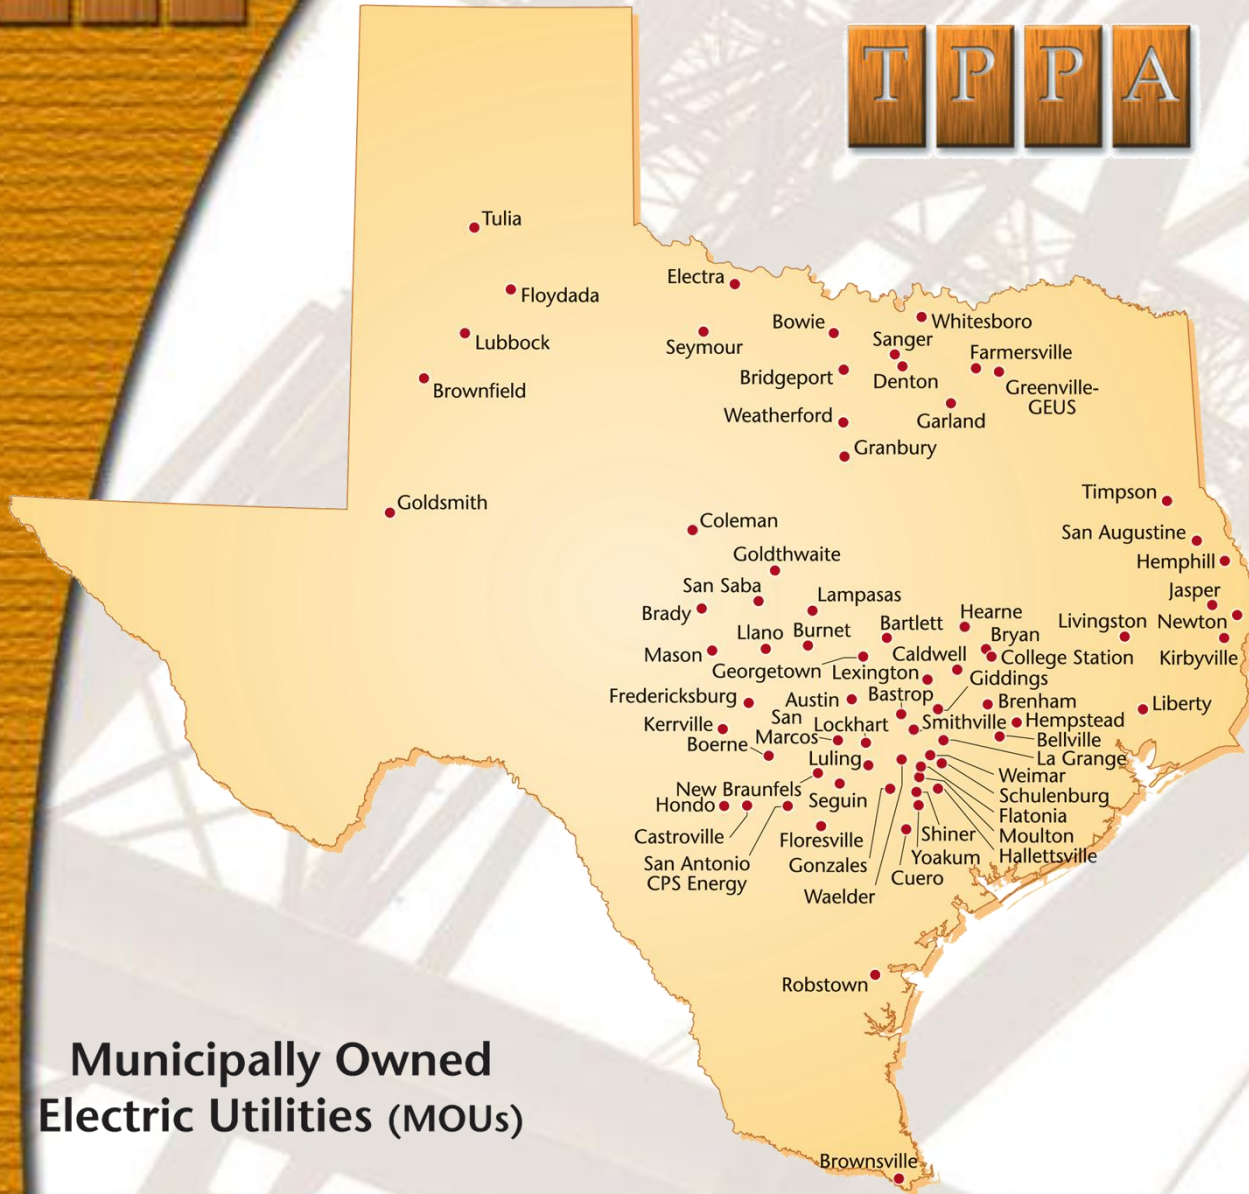 T P P A
Tulia
Floydada
Lubbock
Brownfield
Electra
Seymour
Bowie
Whitesboro
Sanger
Bridgeport
Denton
Farmersville
Greenville-
GEUS
Weatherford
Garland
Granbury
Goldsmith
Timpson
Coleman
San Augustine
Goldthwaite
Hemphill
San Saba
Lampasas
Jasper
Brady
Hearne
Livingston
Newton
Llano
Burnet
Bartlett
Bryan
Mason
Caldwell
College Station
Kirbyville
Georgetown
Lexington
Giddings
Fredericksburg
Austin
Bastrop
Brenham
Liberty
Kerrville
San
Marcos
Lockhart
Smithville
Hempstead
Boerne
Bellville
Luling
La Grange
New Braunfels
Weimar
Hondo
Seguin
Schulenburg
Flatonia
Castroville
Floresville
Shiner
Moulton
San Antonio
CPS Energy
Gonzales
Yoakum
Hallettsville
Waelder
Cuero
Robstown
Municipally Owned
Electric Utilities (MOUs)
Brownsville